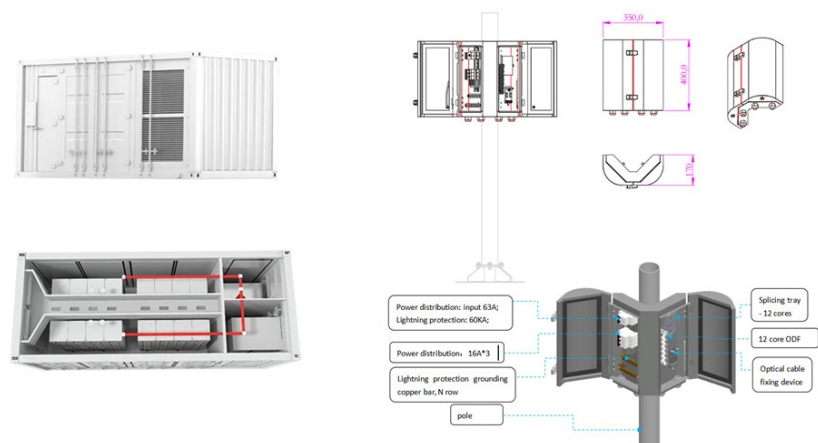 350,0
400,0
170
Power distribution: input 63A;
Lightning protection: 60KA;
Power distribution: 16A*3
Lightning protection grounding
copper bar, N row
pole
Splicing tray
- 12 cores
12 core ODF
Optical cable
fixing device